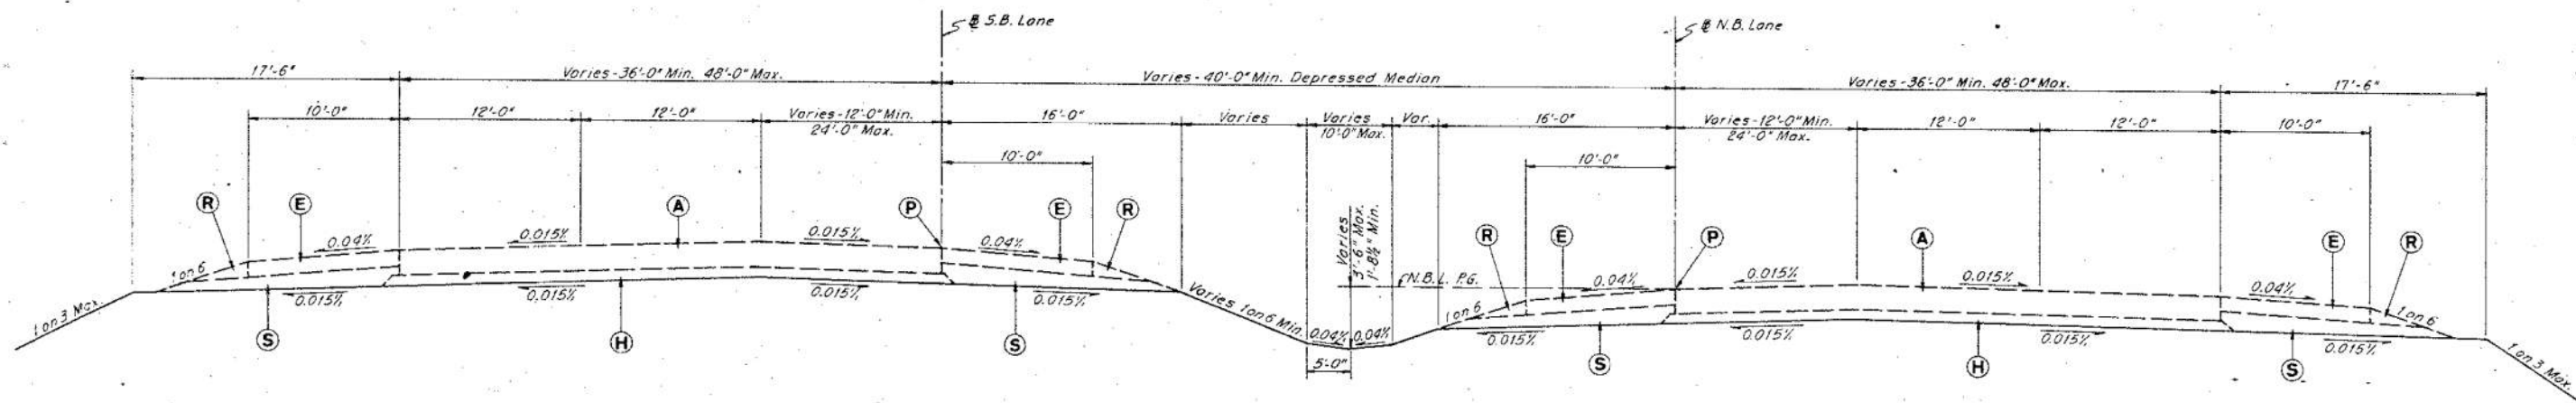 ⅊ S.B. Lane
⅊ N.B. Lane
17'-6"
Varies-36'-0" Min. 48'-0" Max.
Varies-40'-0" Min. Depressed Median
Varies-36'-0" Min. 48'-0" Max.
17'-6"
10'-0"
12'-0"
12'-0"
Varies-12'-0" Min.
24'-0" Max.
16'-0"
Varies
Varies
10'-0" Max.
Var.
16'-0"
Varies-12'-0" Min.
24'-0" Max.
12'-0"
12'-0"
10'-0"
10'-0"
10'-0"
R
E
A
P
E
R
Varies
3'-6" Max.
1'-8½" Min.
R
E
P
A
E
R
0.04⁄
0.015⁄
0.015⁄
0.04⁄
N.B.L. P.G.
0.04⁄
0.015⁄
0.015⁄
0.04⁄
1 on 6
1 on 6
1 on 6
1 on 3 Max.
0.015⁄
0.015⁄
0.015⁄
0.015⁄
Varies 1 on 6 Min.
0.04⁄
0.04⁄
0.015⁄
0.015⁄
0.015⁄
0.015⁄
1 on 3 Max.
5'-0"
S
H
S
S
H
S